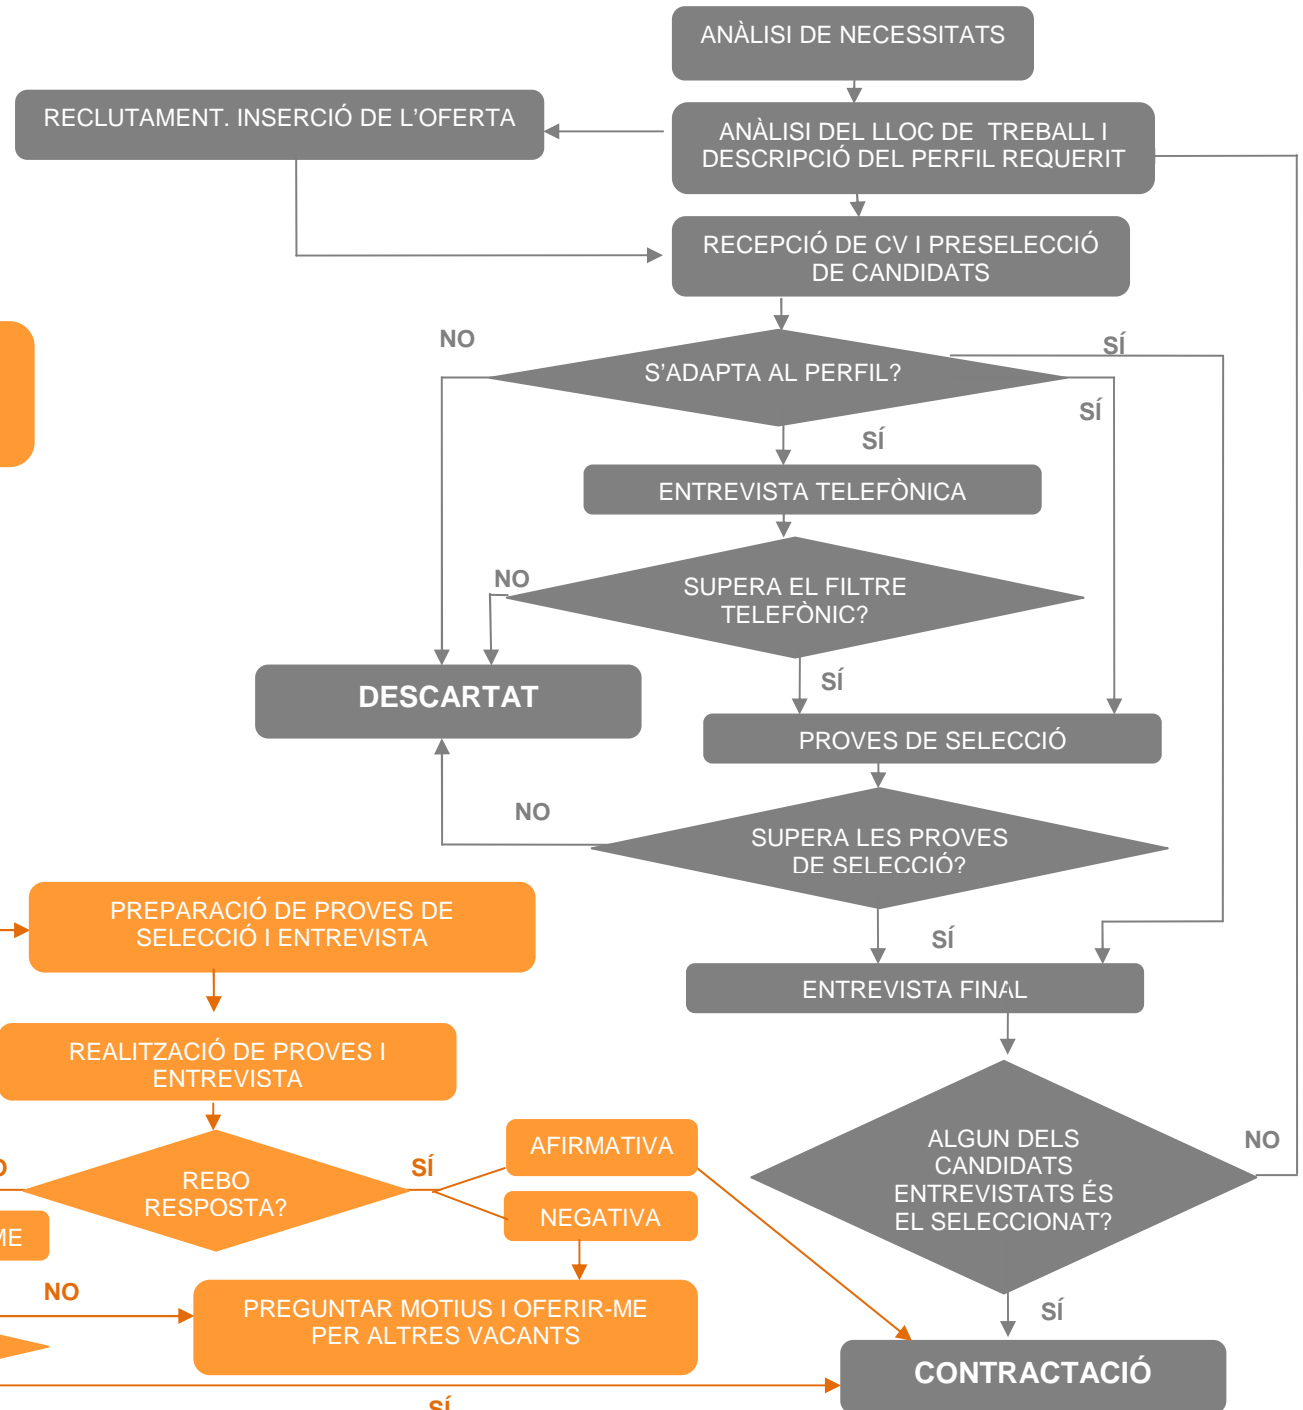 ANÀLISI DE NECESSITATS
RECLUTAMENT. INSERCIÓ DE L'OFERTA
ANÀLISI DEL LLOC DE TREBALL I
DESCRIPCIÓ DEL PERFIL REQUERIT
RECEPCIÓ DE CV I PRESELECCIÓ
DE CANDIDATS
NO
SÍ
S'ADAPTA AL PERFIL?
SÍ
SÍ
ENTREVISTA TELEFÒNICA
NO
SUPERA EL FILTRE
TELEFÒNIC?
SÍ
DESCARTAT
PROVES DE SELECCIÓ
NO
SUPERA LES PROVES
DE SELECCIÓ?
PREPARACIÓ DE PROVES DE
SELECCIÓ I ENTREVISTA
SÍ
ENTREVISTA FINAL
REALITZACIÓ DE PROVES I
ENTREVISTA
AFIRMATIVA
SÍ
REBO
RESPOSTA?
NEGATIVA
ALGUN DELS
CANDIDATS
ENTREVISTATS ÉS
EL SELECCIONAT?
NO
ME
NO
PREGUNTAR MOTIUS I OFERIR-ME
PER ALTRES VACANTS
SÍ
CONTRACTACIÓ
SÍ